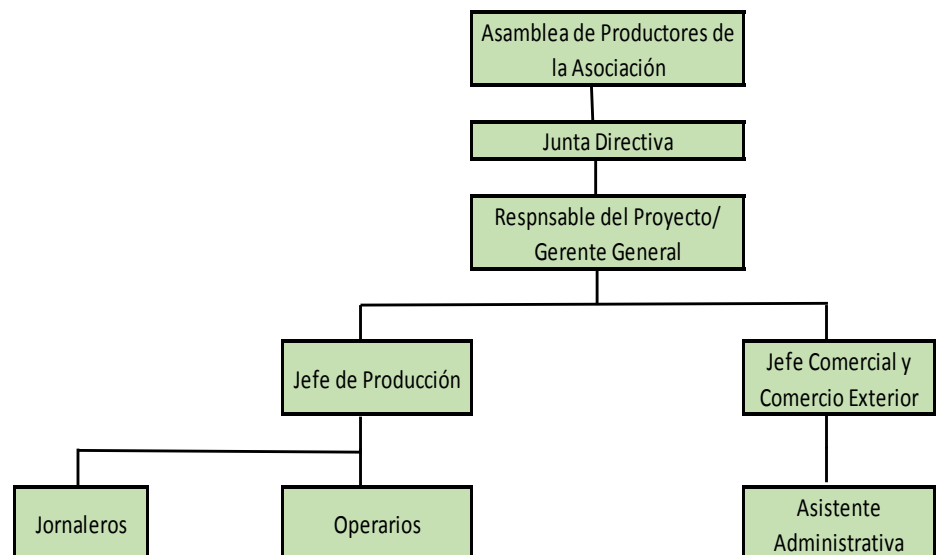 Asamblea de Productores de
la Asociación
Junta Directiva
Respnsable del Proyecto/
Gerente General
Jefe de Producción
Jefe Comercial y
Comercio Exterior
Jornaleros
Operarios
Asistente
Administrativa